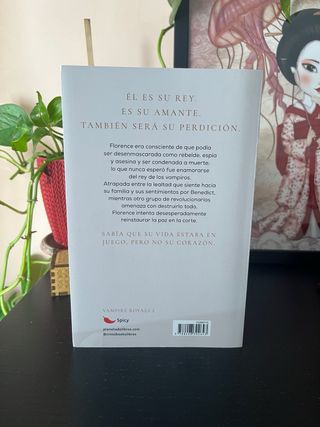 ÉL ES SU REY.
ES SU AMANTE.
TAMBIÉN SERÁ SU PERDICIÓN.
Florence era consciente de que podía
ser desenmascarada como rebelde, espía
y asesina y ser condenada a muerte;
lo que nunca esperó fue enamorarse
del rey de los vampiros.
Atrapada entre la lealtad que siente hacia
su familia y sus sentimientos por Benedict,
mientras otro grupo de revolucionarios
amenaza con destruirlo todo,
Florence intenta desesperadamente
reinstaurar la paz en la corte.
SABÍA QUE SU VIDA ESTABA EN
JUEGO, PERO NO SU CORAZÓN.
VAMPIRE ROYALS 2
Spicy
planetadelibros.com